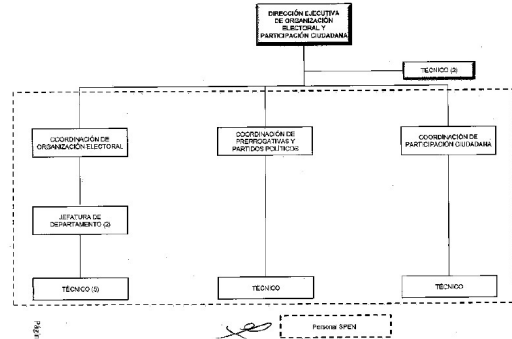 DIRECCIÓN EJECUTIVA
DE ORGANIZACIÓN
ELECTORAL Y
PARTICIPACIÓN CIUDADANA
TÉCNICO (3)
COORDINACIÓN DE
ORGANIZACIÓN ELECTORAL
COORDINACIÓN DE
PRERROGATIVAS Y
PARTIDOS POLÍTICOS
COORDINACIÓN DE
PARTICIPACIÓN CIUDADANA
JEFATURA DE
DEPARTAMENTO (2)
TÉCNICO (5)
TÉCNICO
TÉCNICO
Personal SPEN